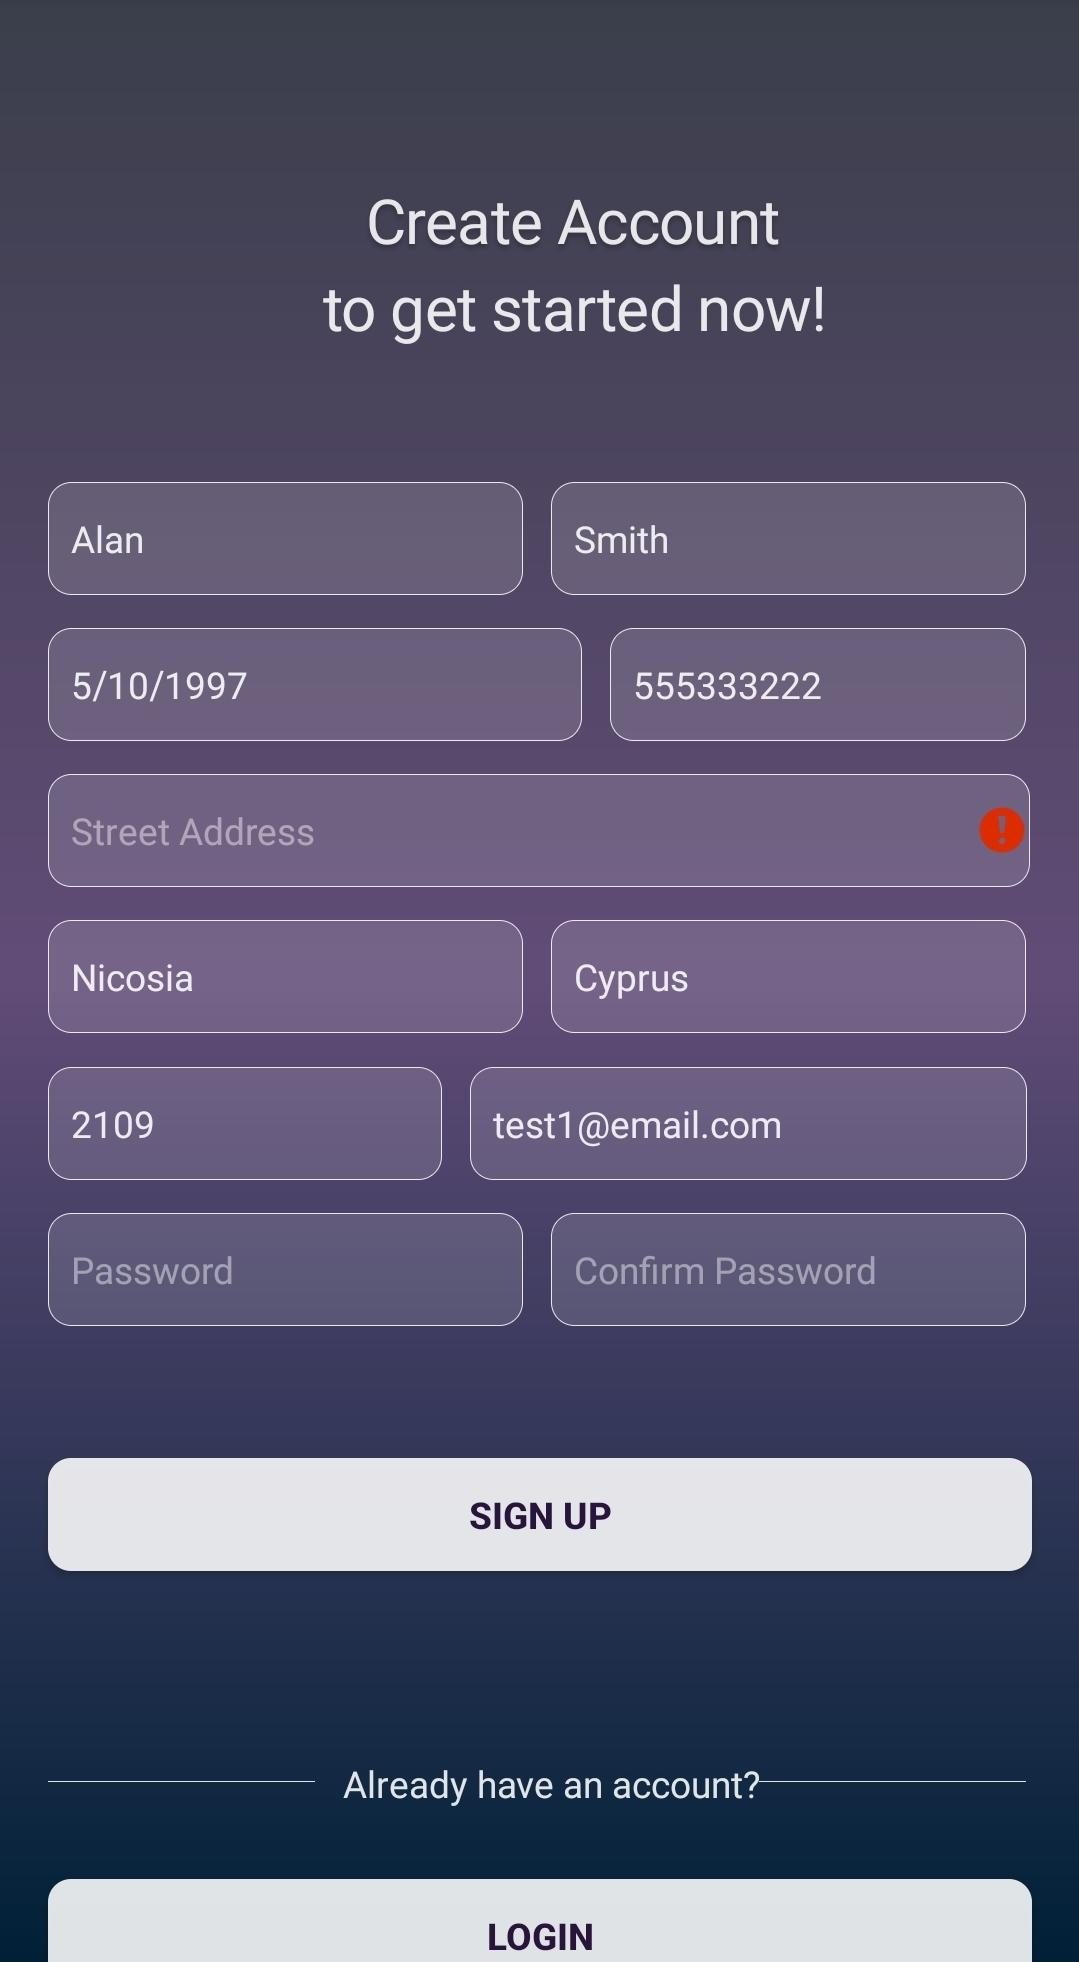 Create Account
to get started now!
Alan
Smith
5/10/1997
555333222
Street Address
Nicosia
Cyprus
2109
test1@email.com
Password
Confirm Password
SIGN UP
Already have an account?
LOGIN